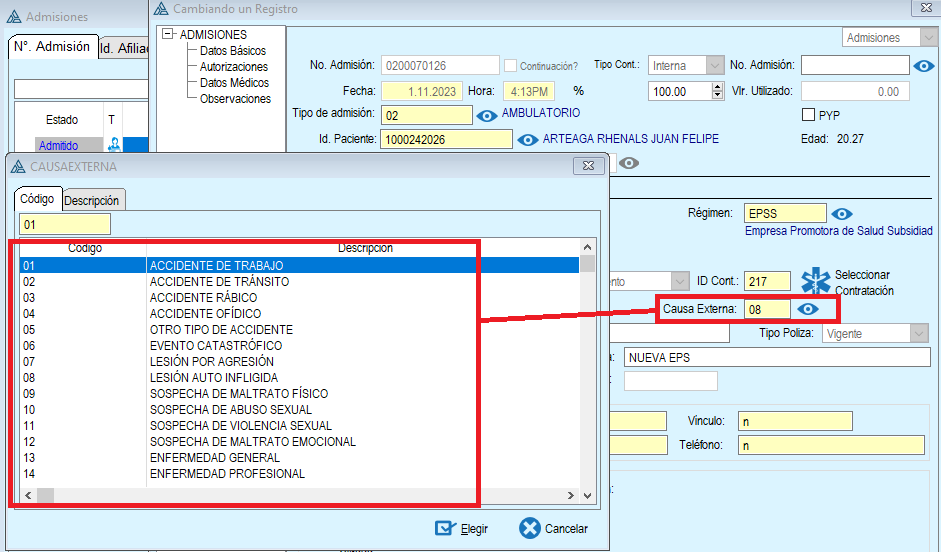 Admisiones
Cambiando un Registro
N°. Admisión
Id. Afilia
Estado T
Admitido
ADMISIONES
Datos Básicos
Autorizaciones
Datos Médicos
Observaciones
Admisiones
No. Admisión: 0200070126 Continuación? Tipo Cont.: Interna No. Admisión:
Fecha: 1.11.2023 Hora: 4:13PM % 100.00 Vlr. Utilizado: 0.00
Tipo de admisión: 02 AMBULATORIO PYP
Id. Paciente: 1000242026 ARTEAGA RHENALS JUAN FELIPE Edad: 20.27
Régimen: EPSS
Empresa Promotora de Salud Subsidiad
ento ID Cont.: 217 Seleccionar
Contratación
Causa Externa: 08
Tipo Poliza: Vigente
a: NUEVA EPS
:
Vínculo: n
Teléfono: n
:
CAUSAEXTERNA
Código Descripción
01
Código Descripción
01 ACCIDENTE DE TRABAJO
02 ACCIDENTE DE TRÁNSITO
03 ACCIDENTE RÁBICO
04 ACCIDENTE OFÍDICO
05 OTRO TIPO DE ACCIDENTE
06 EVENTO CATASTRÓFICO
07 LESIÓN POR AGRESIÓN
08 LESIÓN AUTO INFLIGIDA
09 SOSPECHA DE MALTRATO FÍSICO
10 SOSPECHA DE ABUSO SEXUAL
11 SOSPECHA DE VIOLENCIA SEXUAL
12 SOSPECHA DE MALTRATO EMOCIONAL
13 ENFERMEDAD GENERAL
14 ENFERMEDAD PROFESIONAL
Elegir Cancelar